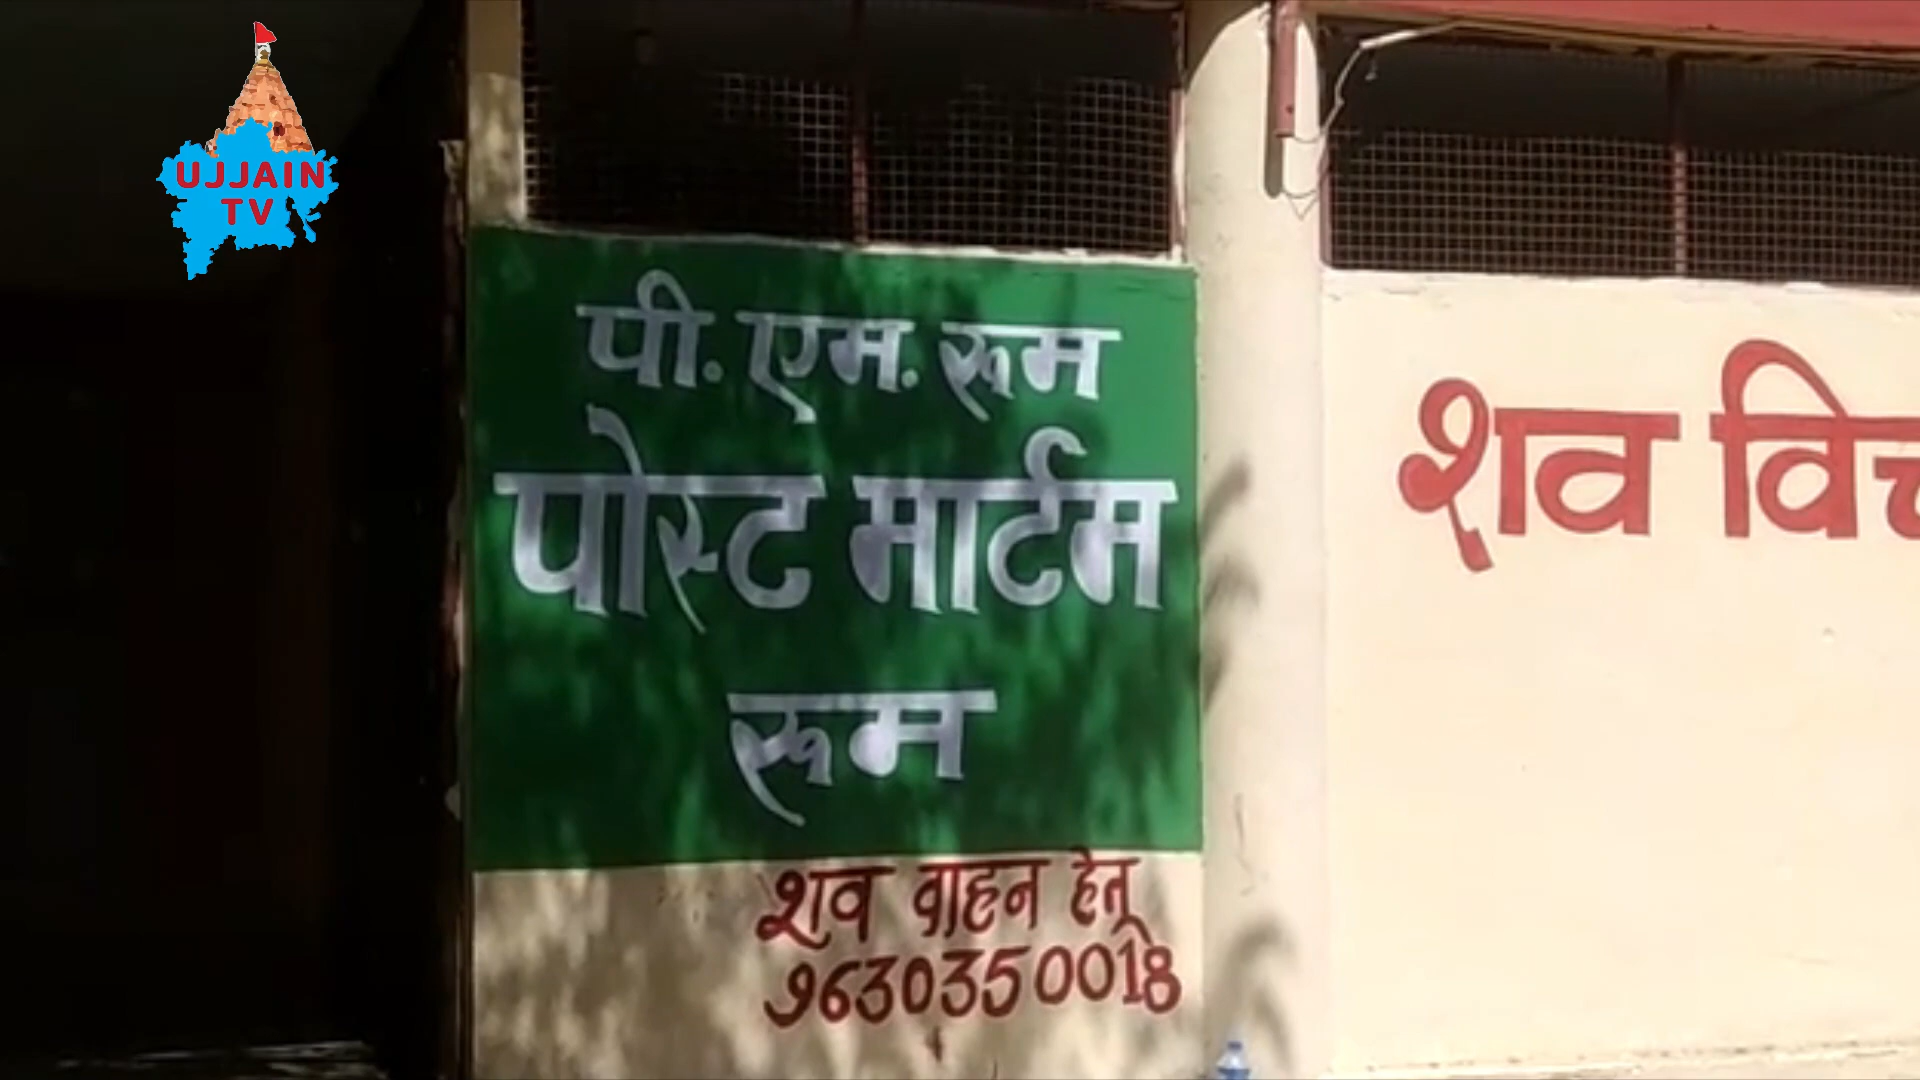 UJJAIN
TV
पी. एम. रूम
पोस्ट मार्टम
रूम
शव वाहन हेतू
9630350018
शव वि